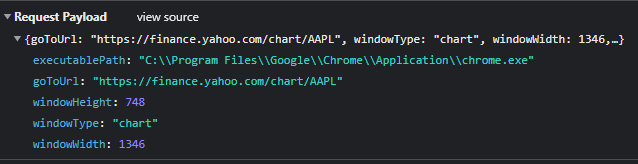 Request Payload view source
{goToUrl: "https://finance.yahoo.com/chart/AAPL", windowType: "chart", windowWidth: 1346,…}
executablePath: "C:\\Program Files\\Google\\Chrome\\Application\\chrome.exe"
goToUrl: "https://finance.yahoo.com/chart/AAPL"
windowHeight: 748
windowType: "chart"
windowWidth: 1346